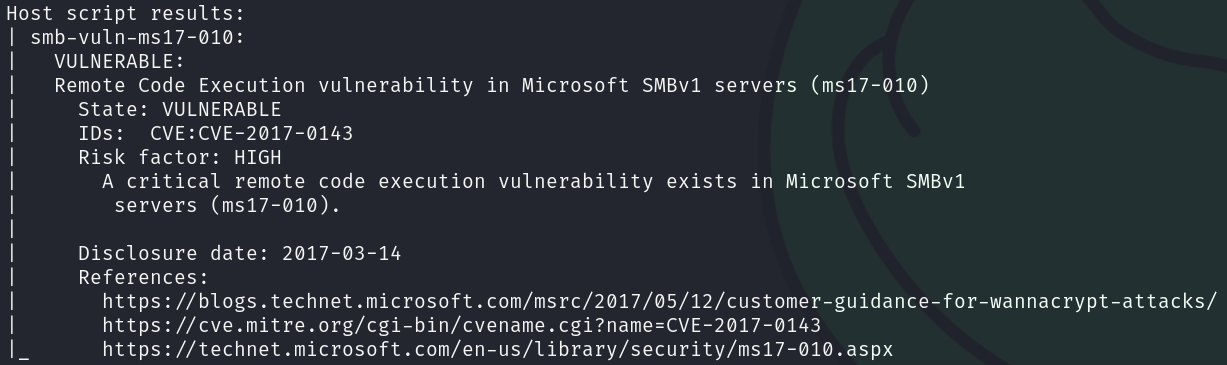 Host script results:
| smb-vuln-ms17-010:
|   VULNERABLE:
|   Remote Code Execution vulnerability in Microsoft SMBv1 servers (ms17-010)
|     State: VULNERABLE
|     IDs:  CVE:CVE-2017-0143
|     Risk factor: HIGH
|       A critical remote code execution vulnerability exists in Microsoft SMBv1
|        servers (ms17-010).
|
|     Disclosure date: 2017-03-14
|     References:
|       https://blogs.technet.microsoft.com/msrc/2017/05/12/customer-guidance-for-wannacrypt-attacks/
|       https://cve.mitre.org/cgi-bin/cvename.cgi?name=CVE-2017-0143
|_      https://technet.microsoft.com/en-us/library/security/ms17-010.aspx